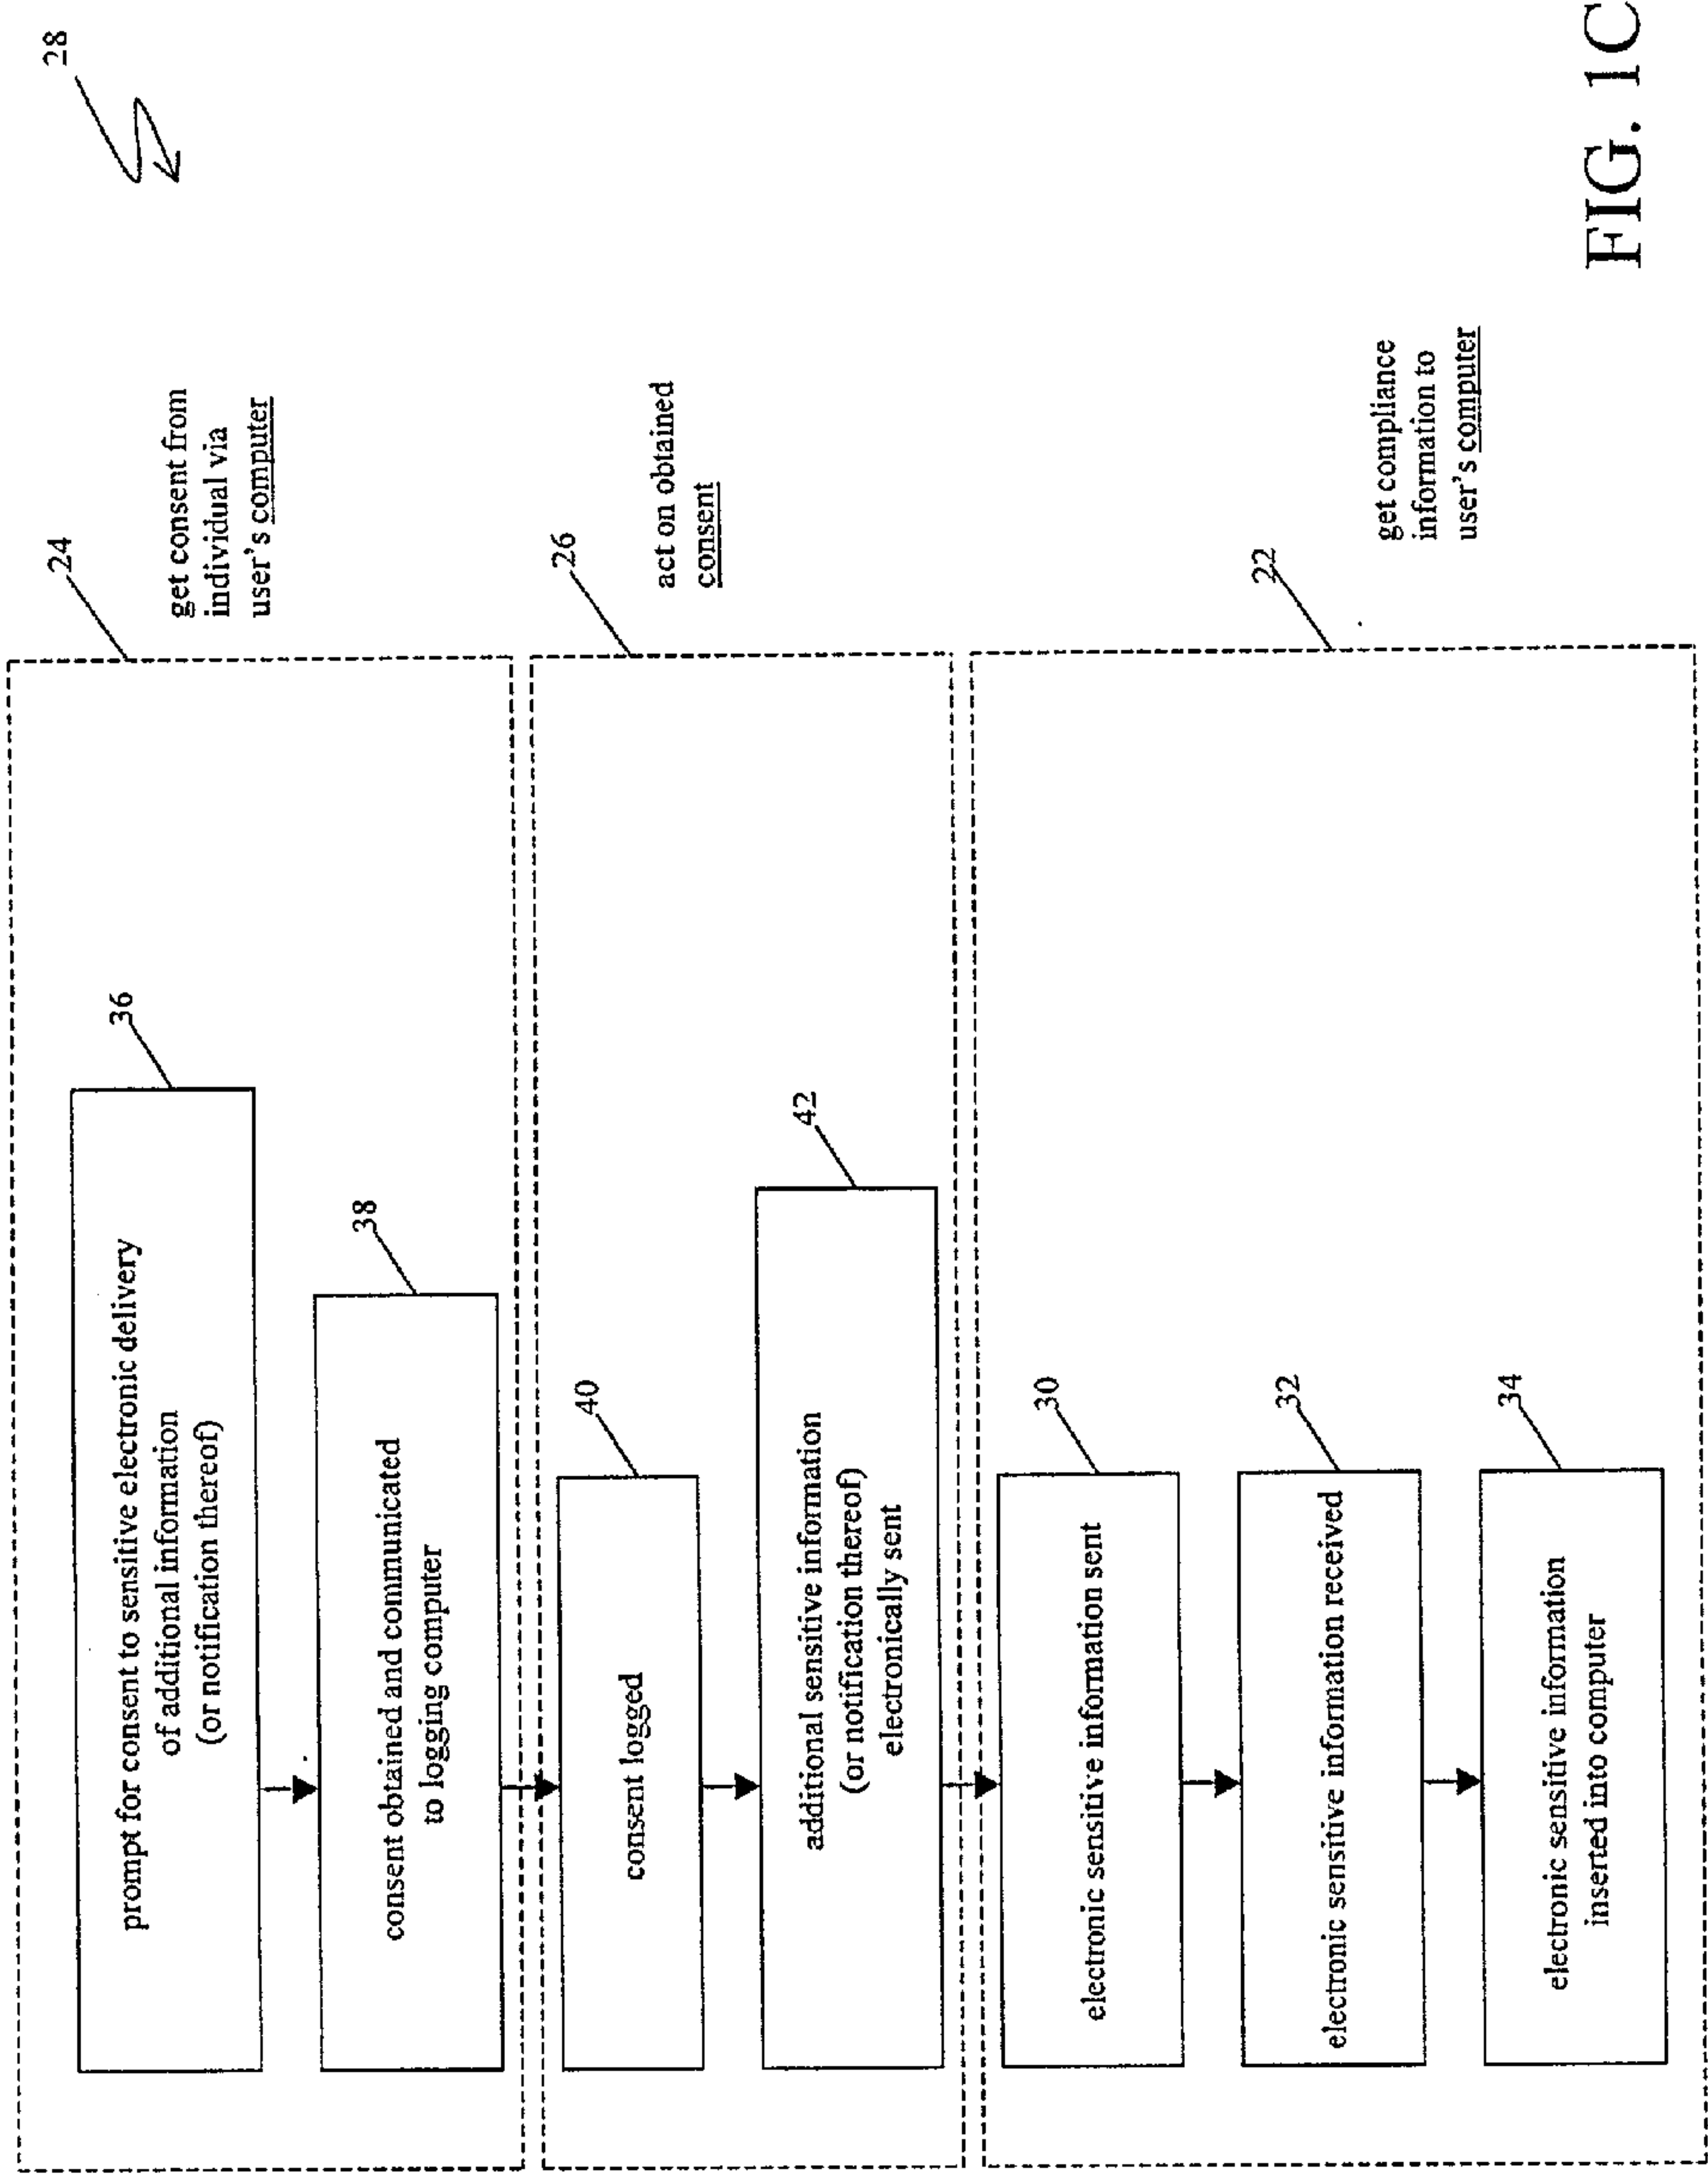 28
24
get consent from
individual via
user's computer
36
prompt for consent to sensitive electronic delivery
of additional information
(or notification thereof)
38
consent obtained and communicated
to logging computer
26
act on obtained
consent
40
consent logged
42
additional sensitive information
(or notification thereof)
electronically sent
22
get compliance
information to
user's computer
30
electronic sensitive information sent
32
electronic sensitive information received
34
electronic sensitive information
inserted into computer
FIG. 1C